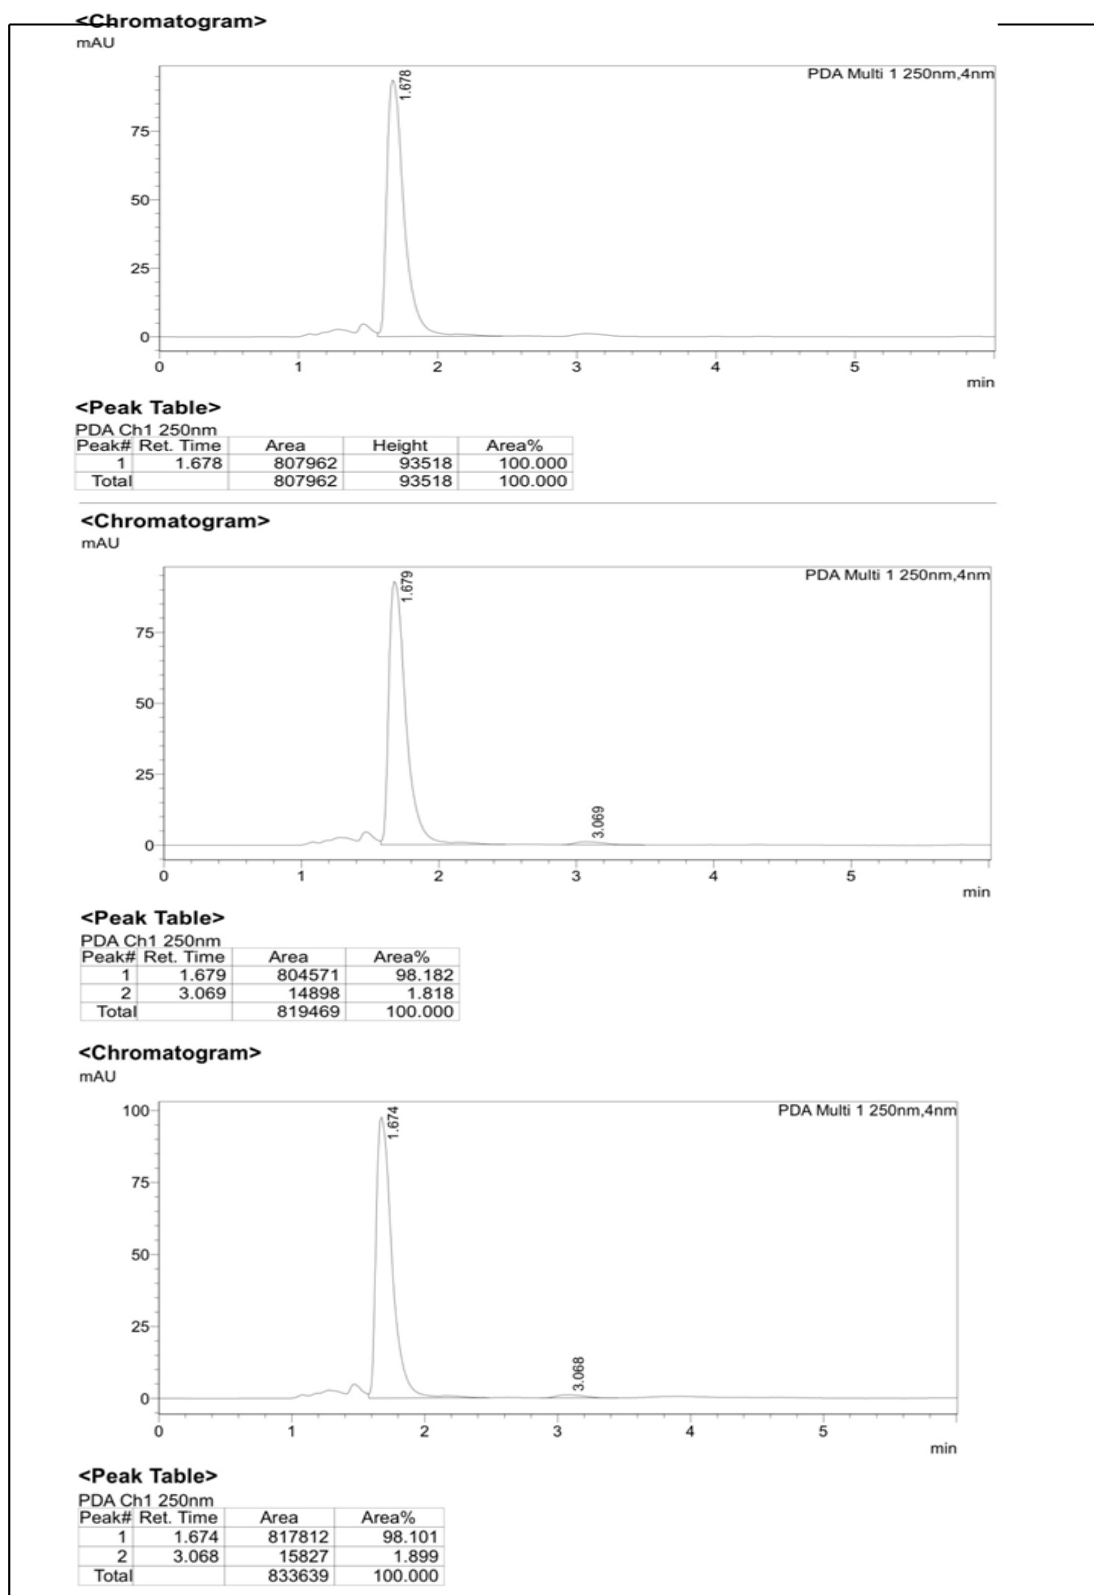 <Chromatogram>
mAU
PDA Multi 1 250nm,4nm
1.678
75
50
25
0
0 1 2 3 4 5
min
<Peak Table>
PDA Ch1 250nm
Peak# Ret. Time Area Height Area%
1 1.678 807962 93518 100.000
Total 807962 93518 100.000
<Chromatogram>
mAU
PDA Multi 1 250nm,4nm
1.679
75
50
25
3.069
0
0 1 2 3 4 5
min
<Peak Table>
PDA Ch1 250nm
Peak# Ret. Time Area Area%
1 1.679 804571 98.182
2 3.069 14898 1.818
Total 819469 100.000
<Chromatogram>
mAU
100
PDA Multi 1 250nm,4nm
1.674
75
50
25
3.068
0
0 1 2 3 4 5
min
<Peak Table>
PDA Ch1 250nm
Peak# Ret. Time Area Area%
1 1.674 817812 98.101
2 3.068 15827 1.899
Total 833639 100.000